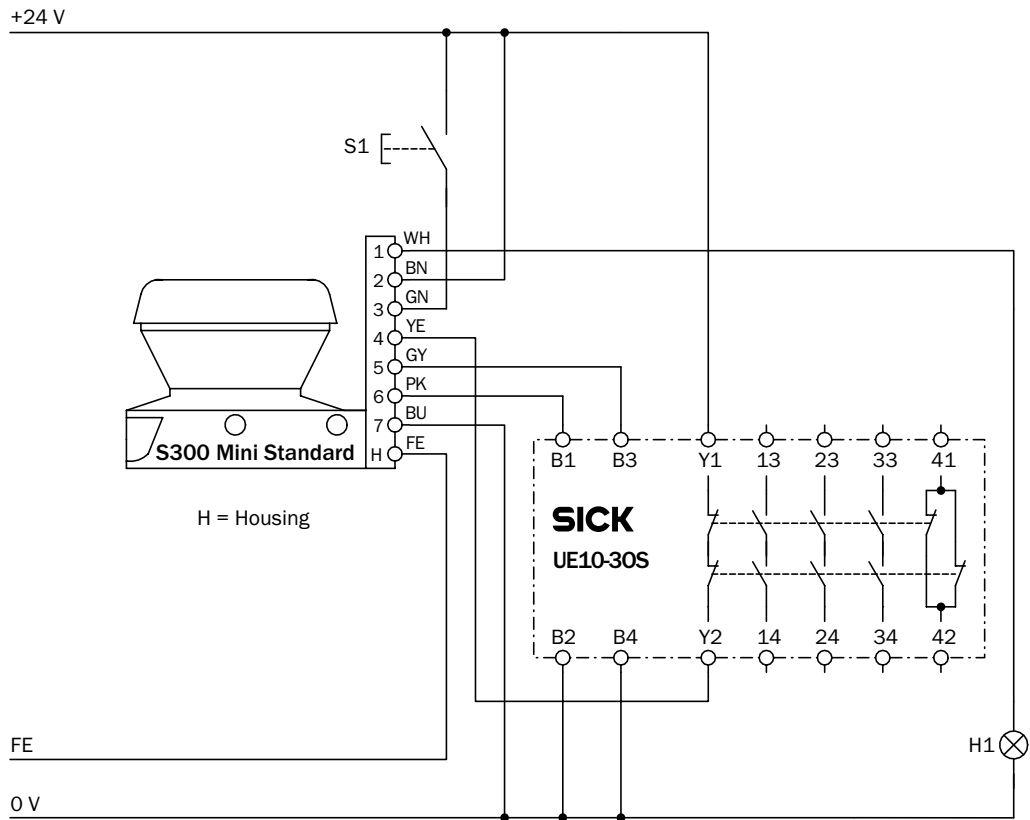 +24 V
S1
1 WH
2 BN
3 GN
4 YE
5 GY
6 PK
7 BU
H FE
S300 Mini Standard
H = Housing
B1 B3 Y1 13 23 33 41
SICK
UE10-3OS
B2 B4 Y2 14 24 34 42
H1
FE
0 V